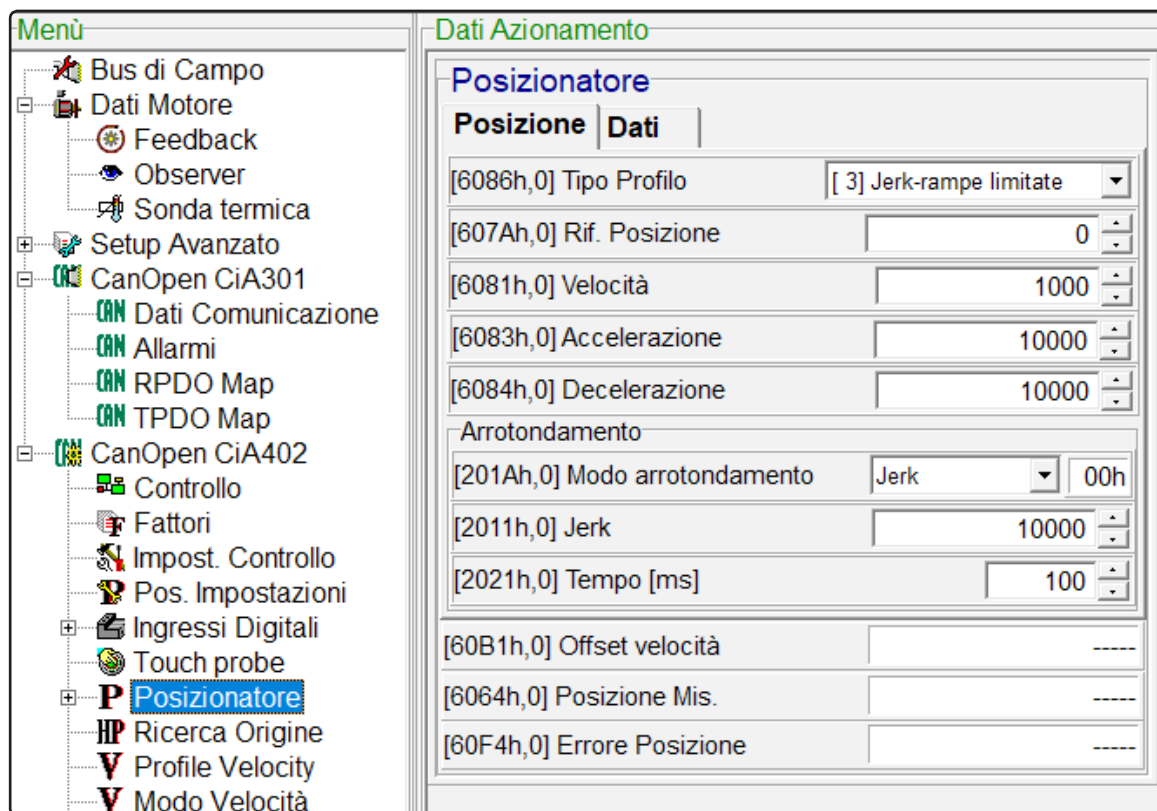 Menù
Bus di Campo
Dati Motore
Feedback
Observer
Sonda termica
Setup Avanzato
CanOpen CiA301
CAN Dati Comunicazione
CAN Allarmi
CAN RPDO Map
CAN TPDO Map
CanOpen CiA402
Controllo
F Fattori
Impost. Controllo
P Pos. Impostazioni
Ingressi Digitali
Touch probe
P Posizionatore
HP Ricerca Origine
V Profile Velocity
V Modo Velocità
Dati Azionamento
Posizionatore
Posizione Dati
[6086h,0] Tipo Profilo [ 3] Jerk-rampe limitate
[607Ah,0] Rif. Posizione 0
[6081h,0] Velocità 1000
[6083h,0] Accelerazione 10000
[6084h,0] Decelerazione 10000
Arrotondamento
[201Ah,0] Modo arrotondamento Jerk 00h
[2011h,0] Jerk 10000
[2021h,0] Tempo [ms] 100
[60B1h,0] Offset velocità -----
[6064h,0] Posizione Mis. -----
[60F4h,0] Errore Posizione -----